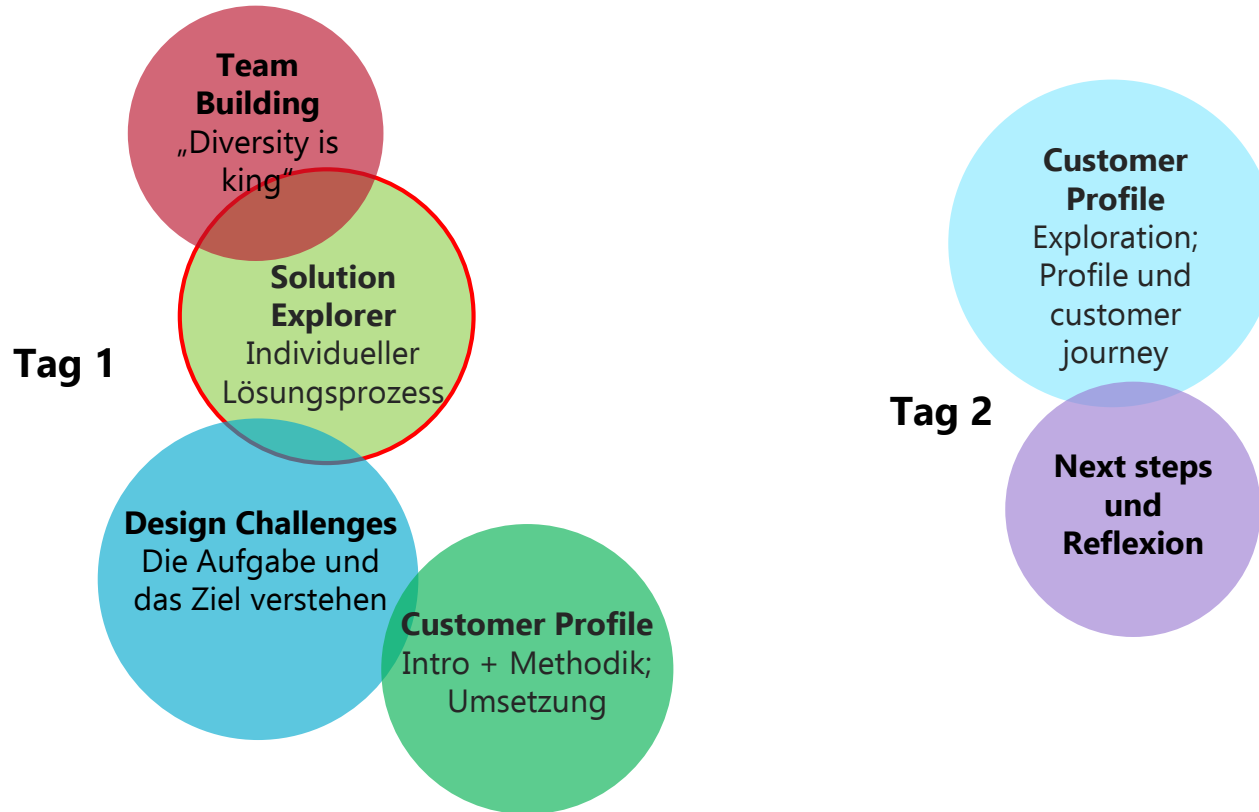 Team
Building
„Diversity is
king“
Solution
Explorer
Individueller
Lösungsprozess
Tag 1
Design Challenges
Die Aufgabe und
das Ziel verstehen
Customer Profile
Intro + Methodik;
Umsetzung
Customer
Profile
Exploration;
Profile und
customer
journey
Tag 2
Next steps
und
Reflexion